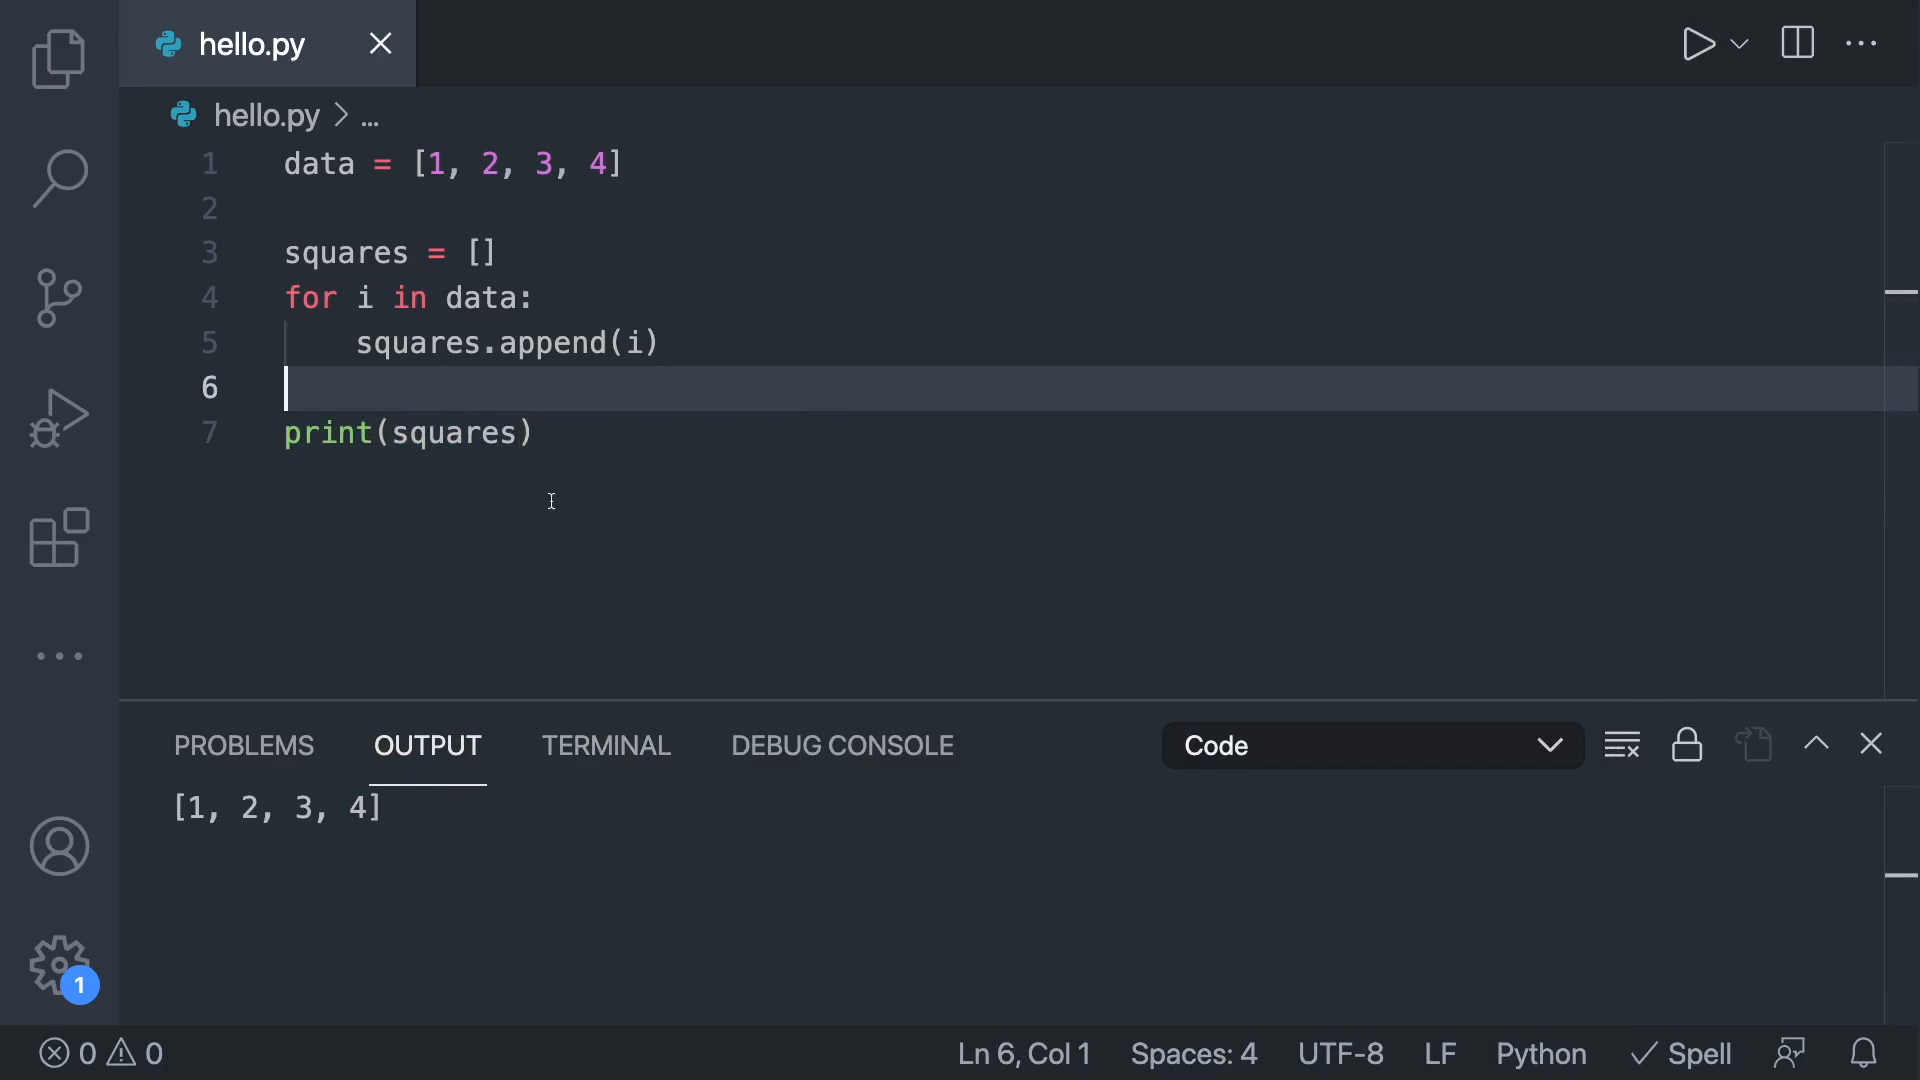 hello.py
hello.py > ...
1 data = [1, 2, 3, 4]
2
3 squares = []
4 for i in data:
5     squares.append(i)
6
7 print(squares)
PROBLEMS OUTPUT TERMINAL DEBUG CONSOLE Code
[1, 2, 3, 4]
1
0 0 Ln 6, Col 1 Spaces: 4 UTF-8 LF Python Spell